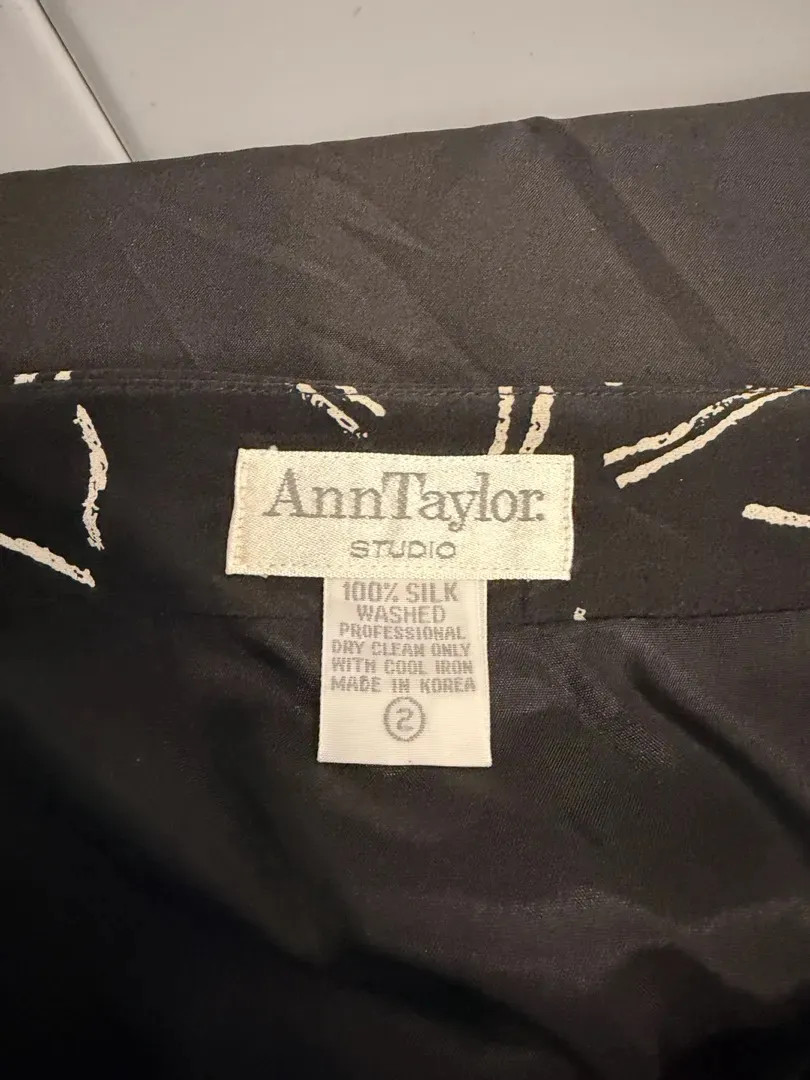 AnnTaylor.
STUDIO
100% SILK
WASHED
PROFESSIONAL
DRY CLEAN ONLY
WITH COOL IRON
MADE IN KOREA
2